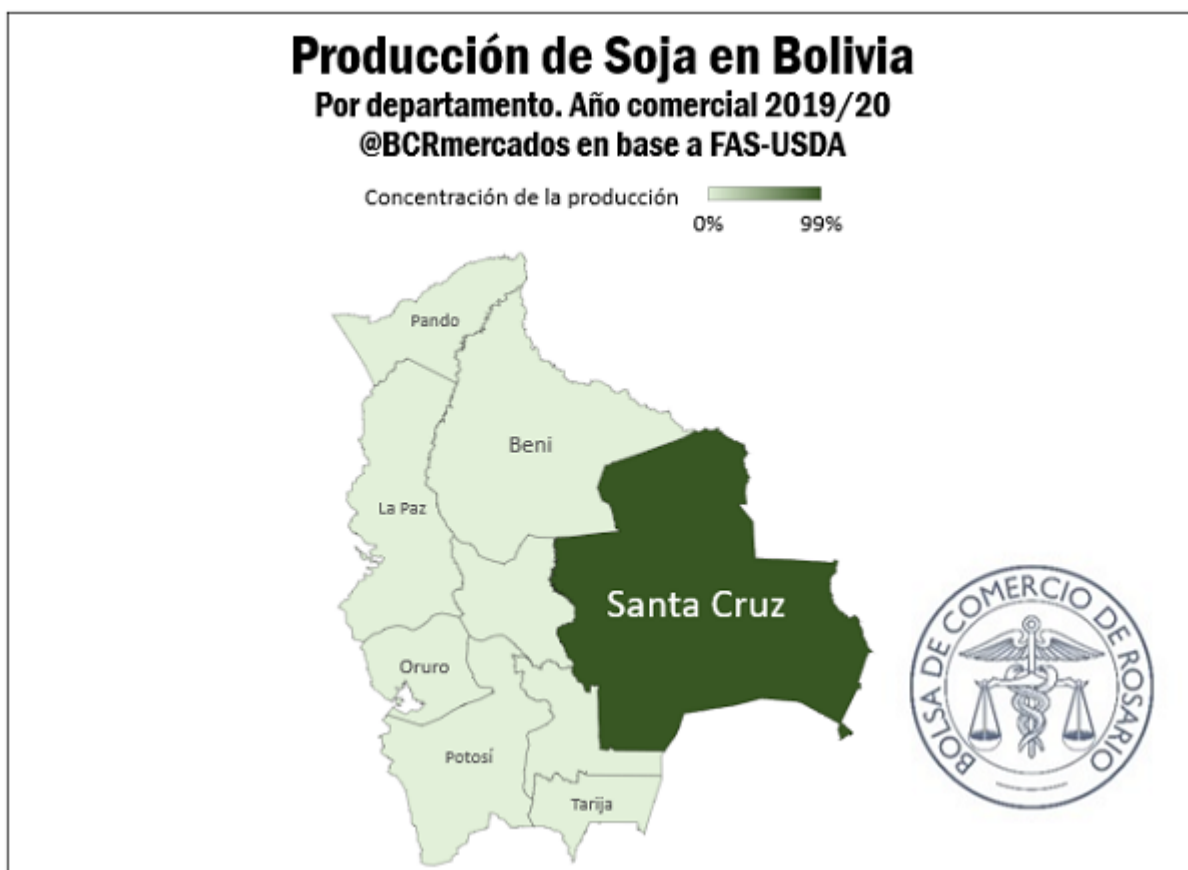 Producción de Soja en Bolivia
Por departamento. Año comercial 2019/20
@BCRmercados en base a FAS-USDA
Concentración de la producción
0% 99%
Pando
Beni
La Paz
Santa Cruz
Oruro
Potosí
Tarija
BOLSA DE COMERCIO DE ROSARIO